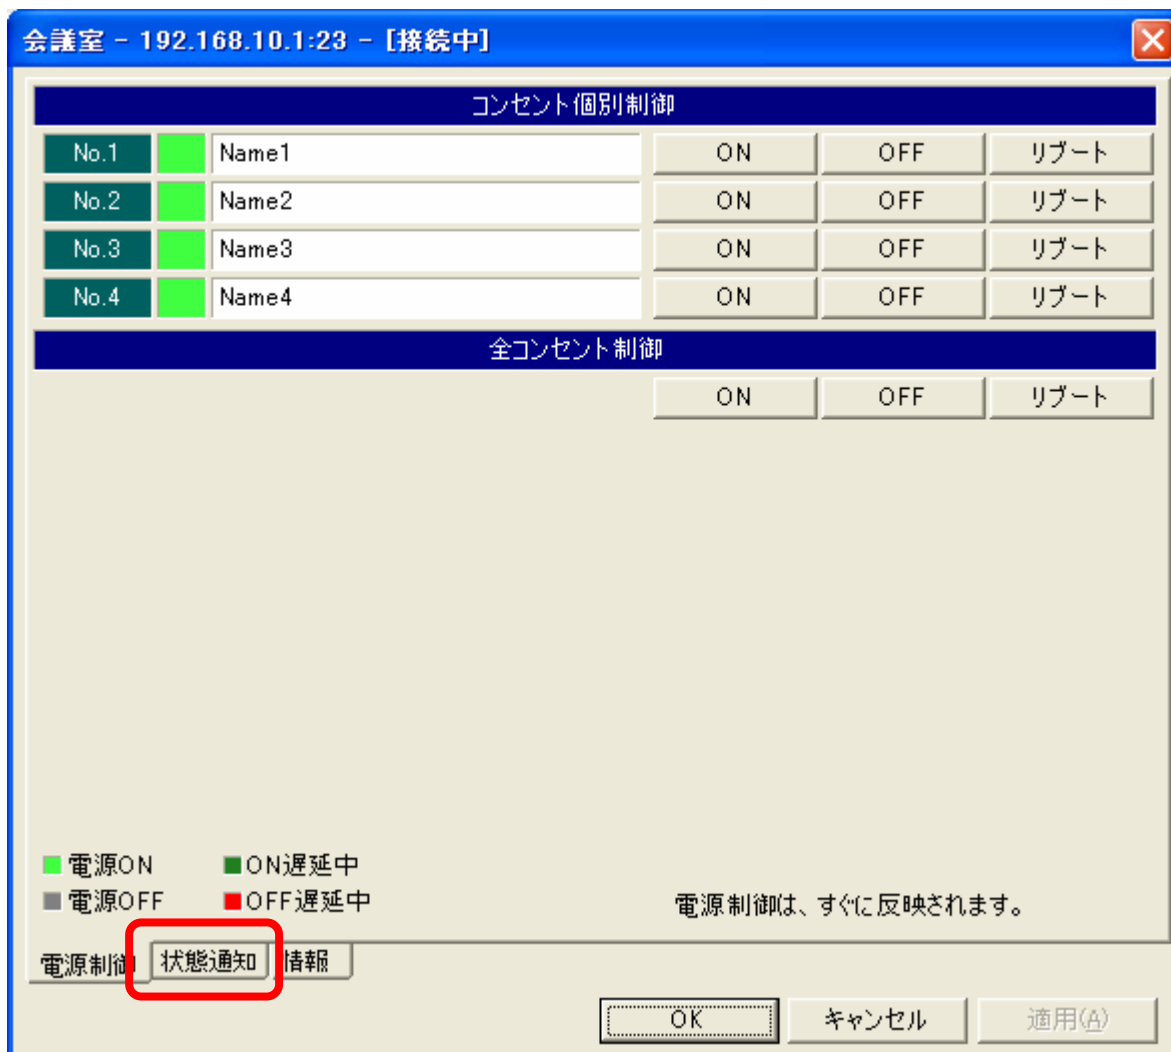 会議室 - 192.168.10.1:23 - [接続中]
コンセント個別制御
No.1 Name1 ON OFF リブート
No.2 Name2 ON OFF リブート
No.3 Name3 ON OFF リブート
No.4 Name4 ON OFF リブート
全コンセント制御
ON OFF リブート
電源ON ON遅延中
電源OFF OFF遅延中 電源制御は、すぐに反映されます。
電源制御 状態通知 情報
OK キャンセル 適用(A)